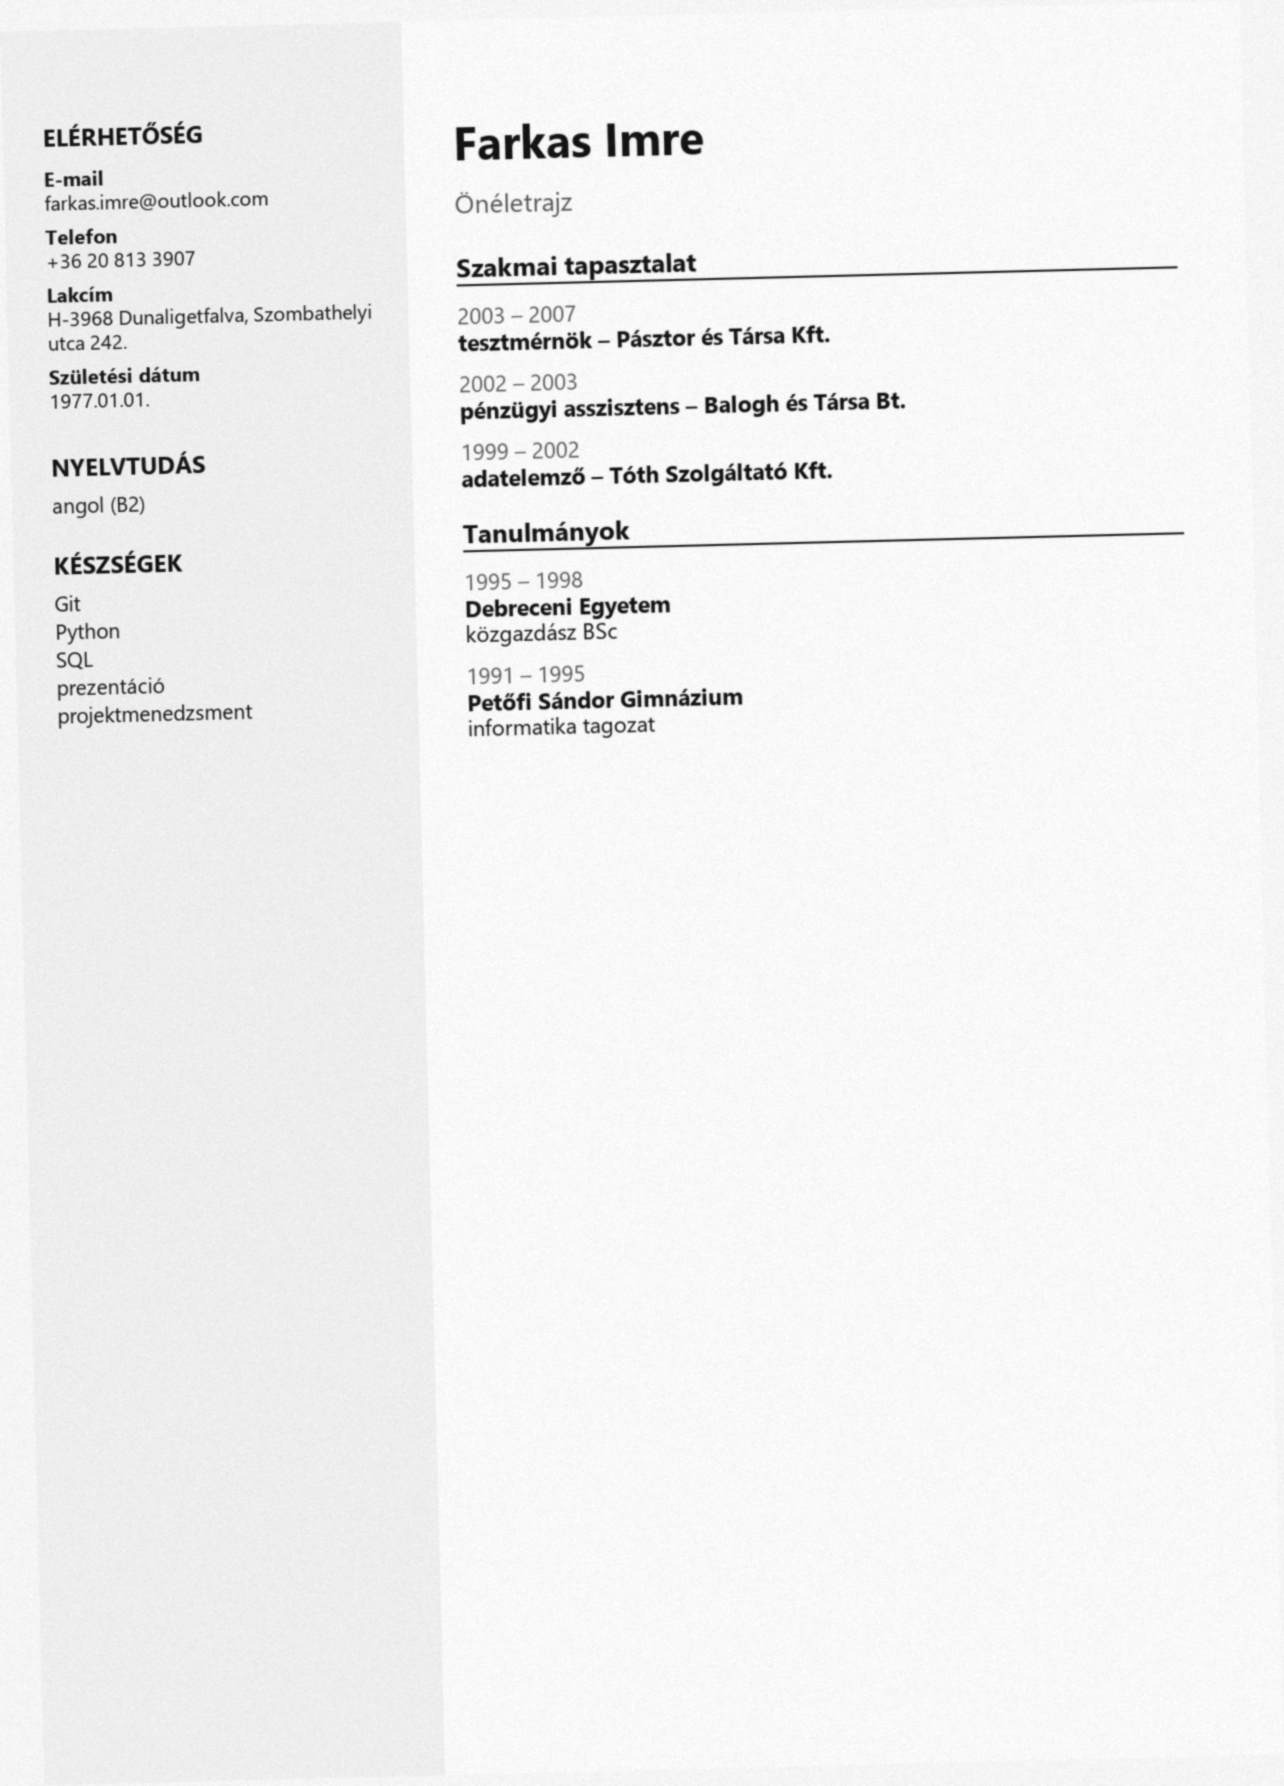 ELÉRHETŐSÉG
E-mail
farkas.imre@outlook.com
Telefon
+36 20 813 3907
Lakcím
H-3968 Dunaligetfalva, Szombathelyi
utca 242.
Születési dátum
1977.01.01.
NYELVTUDÁS
angol (B2)
KÉSZSÉGEK
Git
Python
SQL
prezentáció
projektmenedzsment
Farkas Imre
Önéletrajz
Szakmai tapasztalat
2003 – 2007
tesztmérnök – Pásztor és Társa Kft.
2002 – 2003
pénzügyi asszisztens – Balogh és Társa Bt.
1999 – 2002
adatelemző – Tóth Szolgáltató Kft.
Tanulmányok
1995 – 1998
Debreceni Egyetem
közgazdász BSc
1991 – 1995
Petőfi Sándor Gimnázium
informatika tagozat